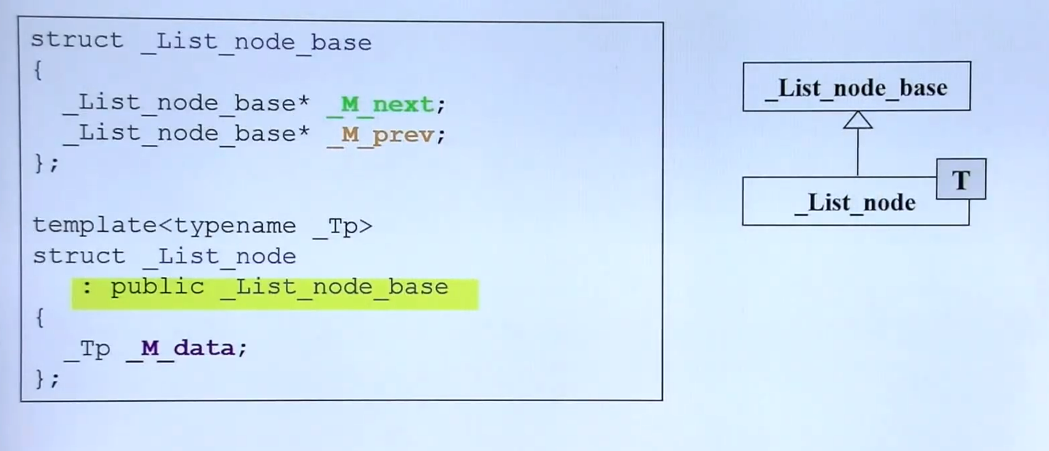 struct _List_node_base
{
_List_node_base* _M_next;
_List_node_base* _M_prev;
};
template<typename _Tp>
struct _List_node
: public _List_node_base
{
_Tp _M_data;
};
_List_node_base
T
_List_node